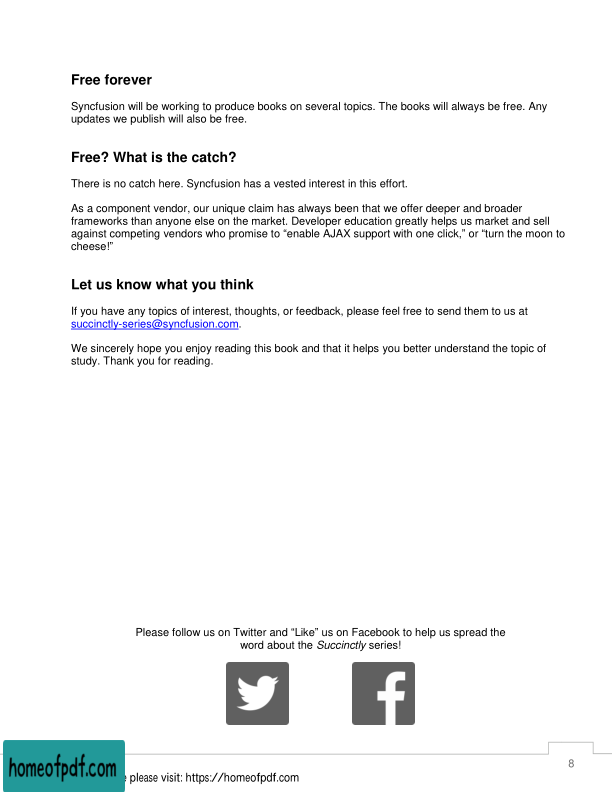 Free forever
Syncfusion will be working to produce books on several topics. The books will always be free. Any
updates we publish will also be free.
Free? What is the catch?
There is no catch here. Syncfusion has a vested interest in this effort.
As a component vendor, our unique claim has always been that we offer deeper and broader
frameworks than anyone else on the market. Developer education greatly helps us market and sell
against competing vendors who promise to “enable AJAX support with one click,” or “turn the moon to
cheese!”
Let us know what you think
If you have any topics of interest, thoughts, or feedback, please feel free to send them to us at
succinctly-series@syncfusion.com.
We sincerely hope you enjoy reading this book and that it helps you better understand the topic of
study. Thank you for reading.
Please follow us on Twitter and “Like” us on Facebook to help us spread the
word about the Succinctly series!
8
homeofpdf.com
please visit: https://homeofpdf.com